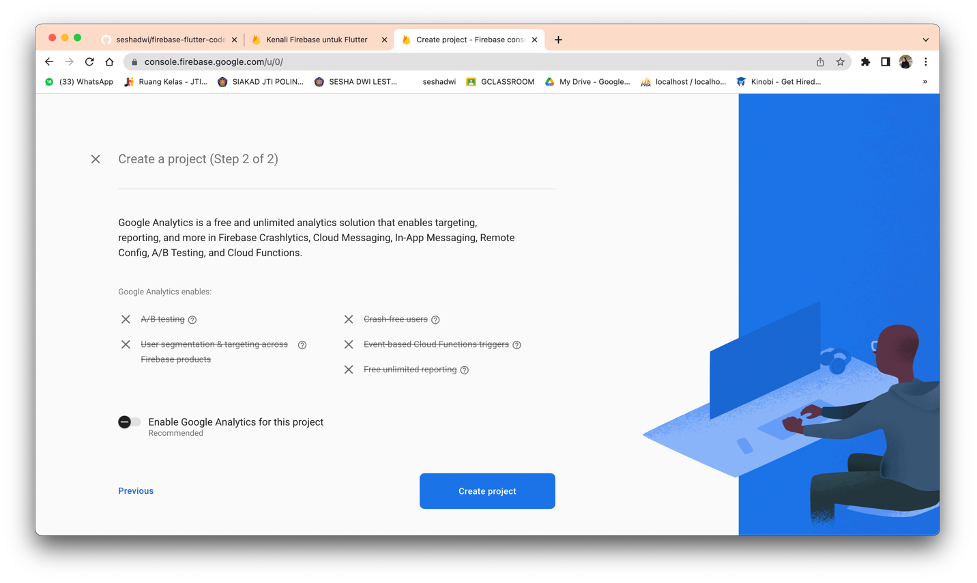 seshadwi/firebase-flutter-code
Kenali Firebase untuk Flutter
Create project - Firebase cons
console.firebase.google.com/u/0/
(33) WhatsApp
Ruang Kelas - JTI...
SIAKAD JTI POLIN...
SESHA DWI LEST...
seshadwi
GCLASSROOM
My Drive - Google...
localhost / localho...
Kinobi - Get Hired...
»
Create a project (Step 2 of 2)
Google Analytics is a free and unlimited analytics solution that enables targeting,
reporting, and more in Firebase Crashlytics, Cloud Messaging, In-App Messaging, Remote
Config, A/B Testing, and Cloud Functions.
Google Analytics enables:
A/B testing
Crash-free users
User segmentation & targeting across
Firebase products
Event-based Cloud Functions triggers
Free unlimited reporting
Enable Google Analytics for this project
Recommended
Previous
Create project